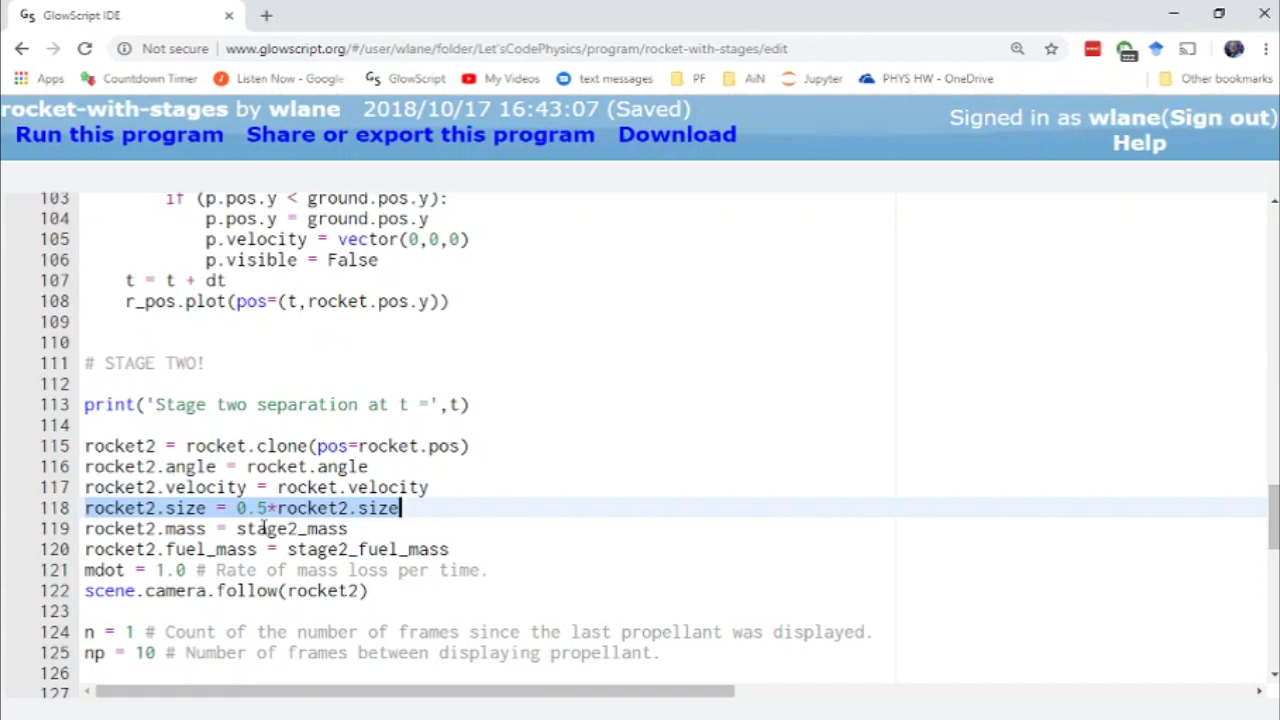 GlowScript IDE
Not secure www.glowscript.org/#/user/wlane/folder/Let'sCodePhysics/program/rocket-with-stages/edit
Apps Countdown Timer Listen Now - Google GlowScript My Videos text messages PF AiN Jupyter PHYS HW - OneDrive Other bookmarks
rocket-with-stages by wlane 2018/10/17 16:43:07 (Saved)
Signed in as wlane(Sign out)
Run this program Share or export this program Download
Help
103 if (p.pos.y < ground.pos.y):
104 p.pos.y = ground.pos.y
105 p.velocity = vector(0,0,0)
106 p.visible = False
107 t = t + dt
108 r_pos.plot(pos=(t,rocket.pos.y))
109
110
111 # STAGE TWO!
112
113 print('Stage two separation at t =',t)
114
115 rocket2 = rocket.clone(pos=rocket.pos)
116 rocket2.angle = rocket.angle
117 rocket2.velocity = rocket.velocity
118 rocket2.size = 0.5*rocket2.size
119 rocket2.mass = stage2_mass
120 rocket2.fuel_mass = stage2_fuel_mass
121 mdot = 1.0 # Rate of mass loss per time.
122 scene.camera.follow(rocket2)
123
124 n = 1 # Count of the number of frames since the last propellant was displayed.
125 np = 10 # Number of frames between displaying propellant.
126
127